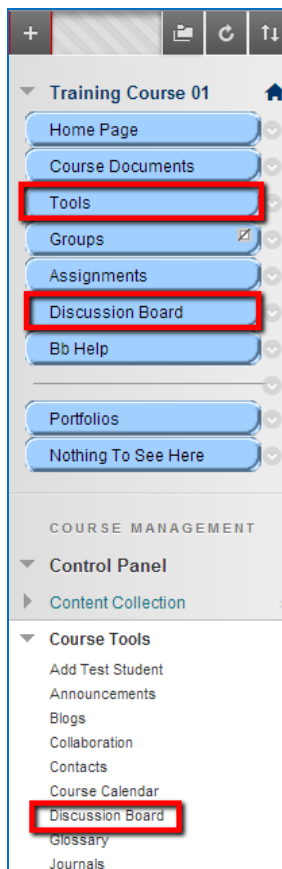 Training Course 01
Home Page
Course Documents
Tools
Groups
Assignments
Discussion Board
Bb Help
Portfolios
Nothing To See Here
COURSE MANAGEMENT
Control Panel
Content Collection
Course Tools
Add Test Student
Announcements
Blogs
Collaboration
Contacts
Course Calendar
Discussion Board
Glossary
Journals